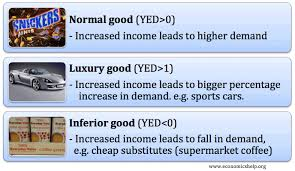 SNICKERS
Normal good (YED>0)
- Increased income leads to higher demand
Luxury good (YED>1)
- Increased income leads to bigger percentage
increase in demand. e.g. sports cars.
Inferior good (YED<0)
- Increased income leads to fall in demand,
e.g. cheap substitutes (supermarket coffee)
www.economicshelp.org